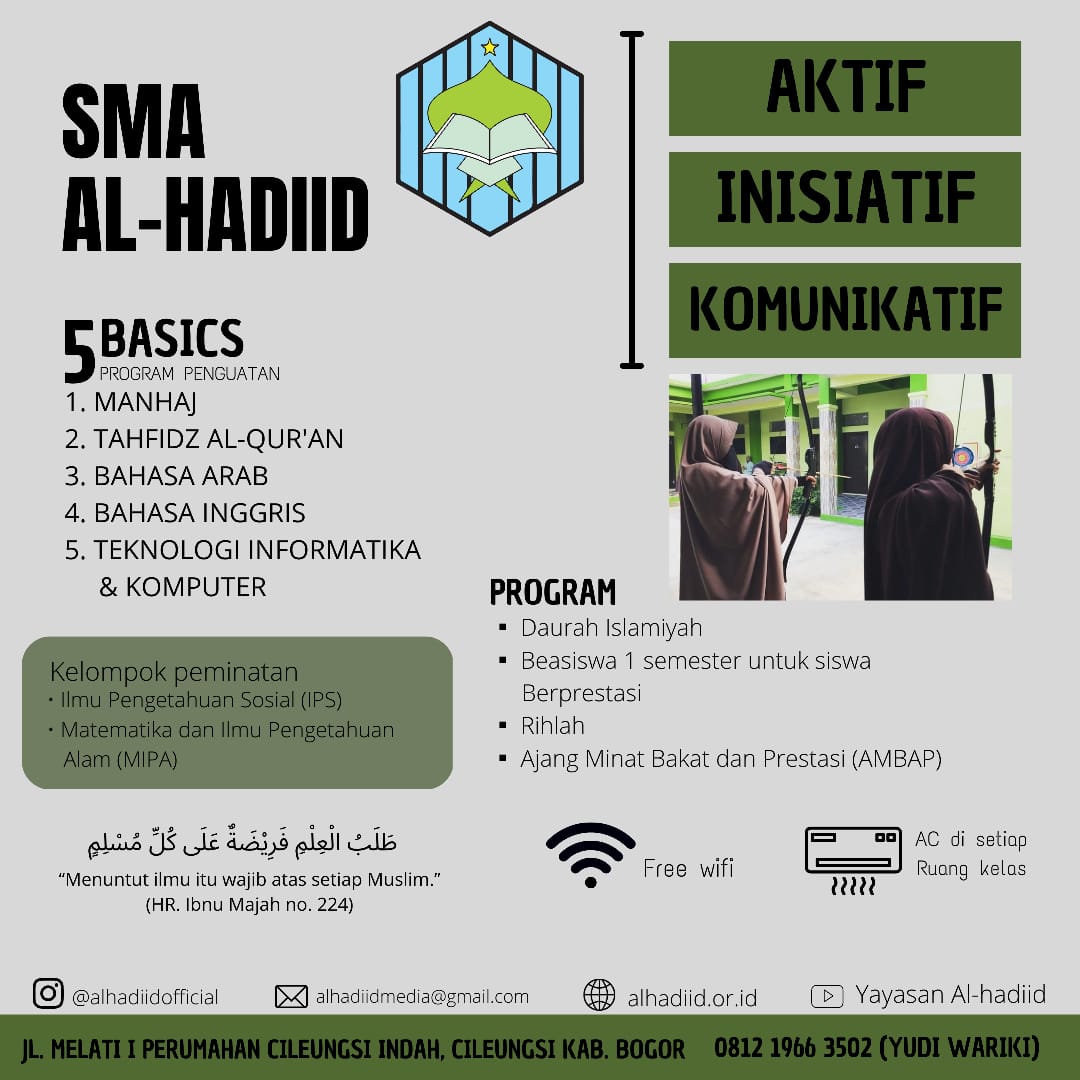 SMA
AL-HADIID
AKTIF
INISIATIF
KOMUNIKATIF
5 BASICS
PROGRAM PENGUATAN
1. MANHAJ
2. TAHFIDZ AL-QUR'AN
3. BAHASA ARAB
4. BAHASA INGGRIS
5. TEKNOLOGI INFORMATIKA
& KOMPUTER
Kelompok peminatan
• Ilmu Pengetahuan Sosial (IPS)
• Matematika dan Ilmu Pengetahuan
Alam (MIPA)
PROGRAM
▪ Daurah Islamiyah
▪ Beasiswa 1 semester untuk siswa
Berprestasi
▪ Rihlah
▪ Ajang Minat Bakat dan Prestasi (AMBAP)
طَلَبُ الْعِلْمِ فَرِيْضَةٌ عَلَى كُلِّ مُسْلِمٍ
“Menuntut ilmu itu wajib atas setiap Muslim.”
(HR. Ibnu Majah no. 224)
Free wifi
AC di setiap
Ruang kelas
@alhadiidofficial
alhadiidmedia@gmail.com
alhadiid.or.id
Yayasan Al-hadiid
JL. MELATI I PERUMAHAN CILEUNGSI INDAH, CILEUNGSI KAB. BOGOR
0812 1966 3502 (YUDI WARIKI)